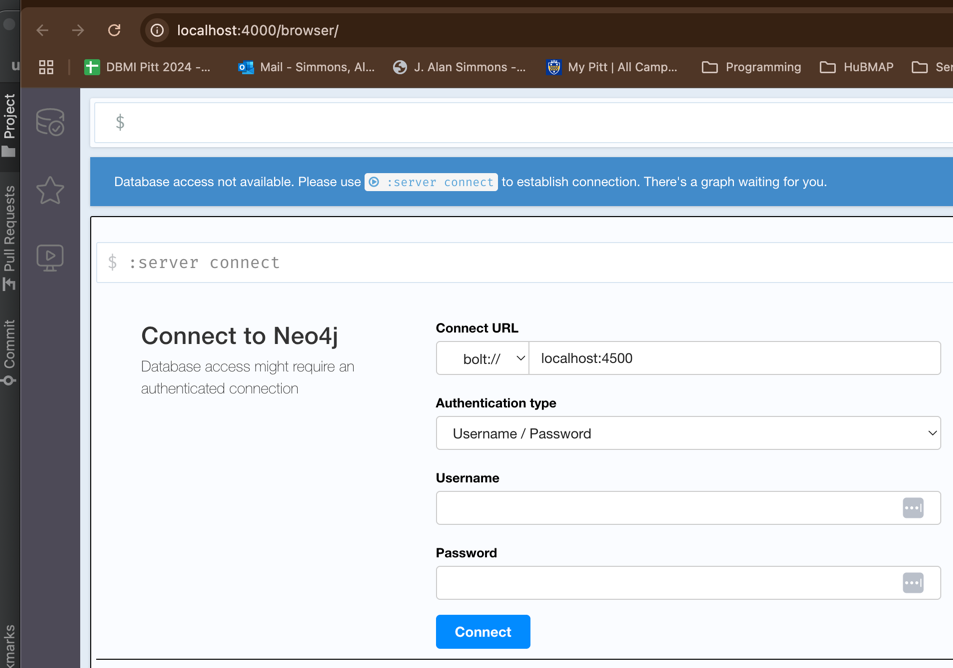 localhost:4000/browser/
DBMI Pitt 2024 -...
Mail - Simmons, Al...
J. Alan Simmons -...
My Pitt | All Camp...
Programming
HuBMAP
Ser
u
Project
Pull Requests
Commit
kmarks
$
Database access not available. Please use :server connect to establish connection. There's a graph waiting for you.
$ :server connect
Connect to Neo4j
Database access might require an
authenticated connection
Connect URL
bolt:// localhost:4500
Authentication type
Username / Password
Username
Password
Connect